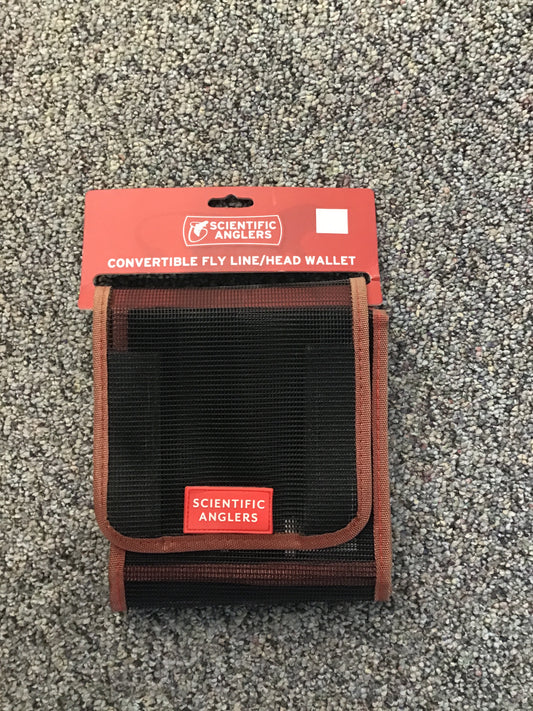 SCIENTIFIC
ANGLERS
CONVERTIBLE FLY LINE/HEAD WALLET
SCIENTIFIC
ANGLERS